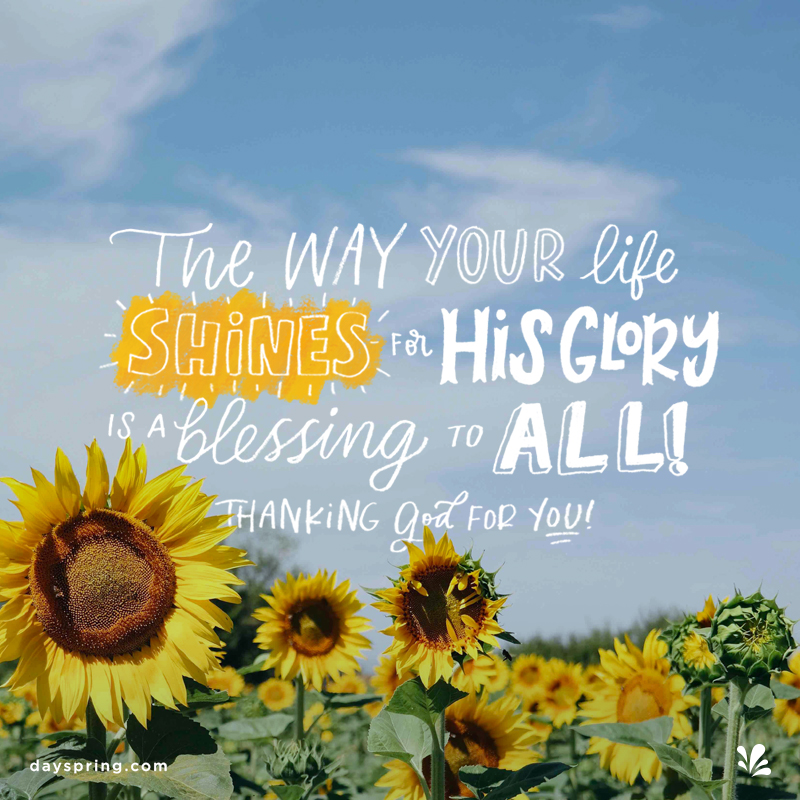 The WAY YOUR life
SHiNES FOR HiS GLORY
IS A blessing TO ALL!
THANKiNG God FOR YOU!
dayspring.com